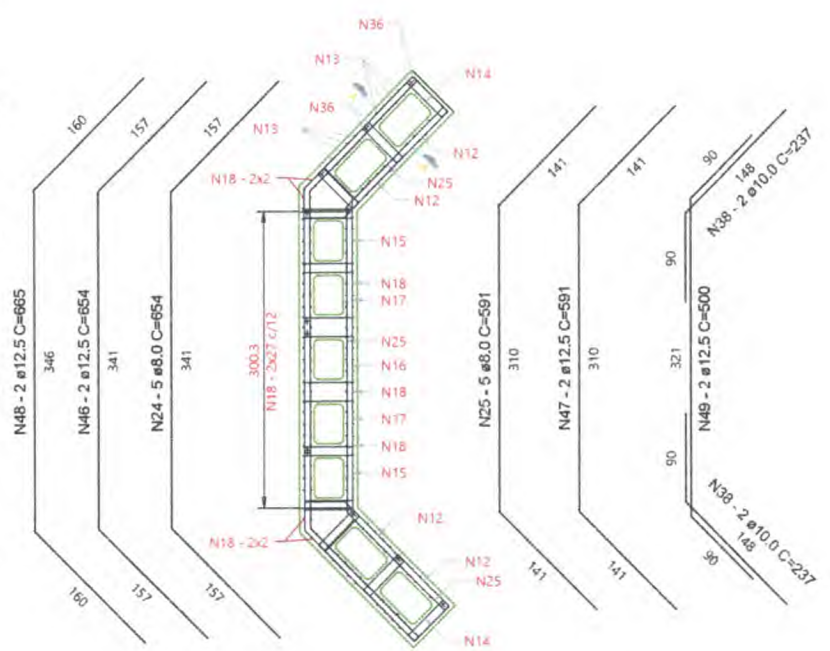 N36
N13
N14
N36
N13
N12
N25
N12
N18 - 2x2
N15
N18
N17
N25
N16
N18
N17
N18
N15
300.3
N18 - 2x27 c/12
N12
N18 - 2x2
N12
N25
N14
160
N48 - 2 ø12.5 C=665
346
160
157
N46 - 2 ø12.5 C=654
341
157
157
N24 - 5 ø8.0 C=654
341
157
141
N25 - 5 ø8.0 C=591
310
141
141
N47 - 2 ø12.5 C=591
310
141
90
148
N38 - 2 ø10.0 C=237
90
321
N49 - 2 ø12.5 C=500
90
N38 - 2 ø10.0 C=237
148
90